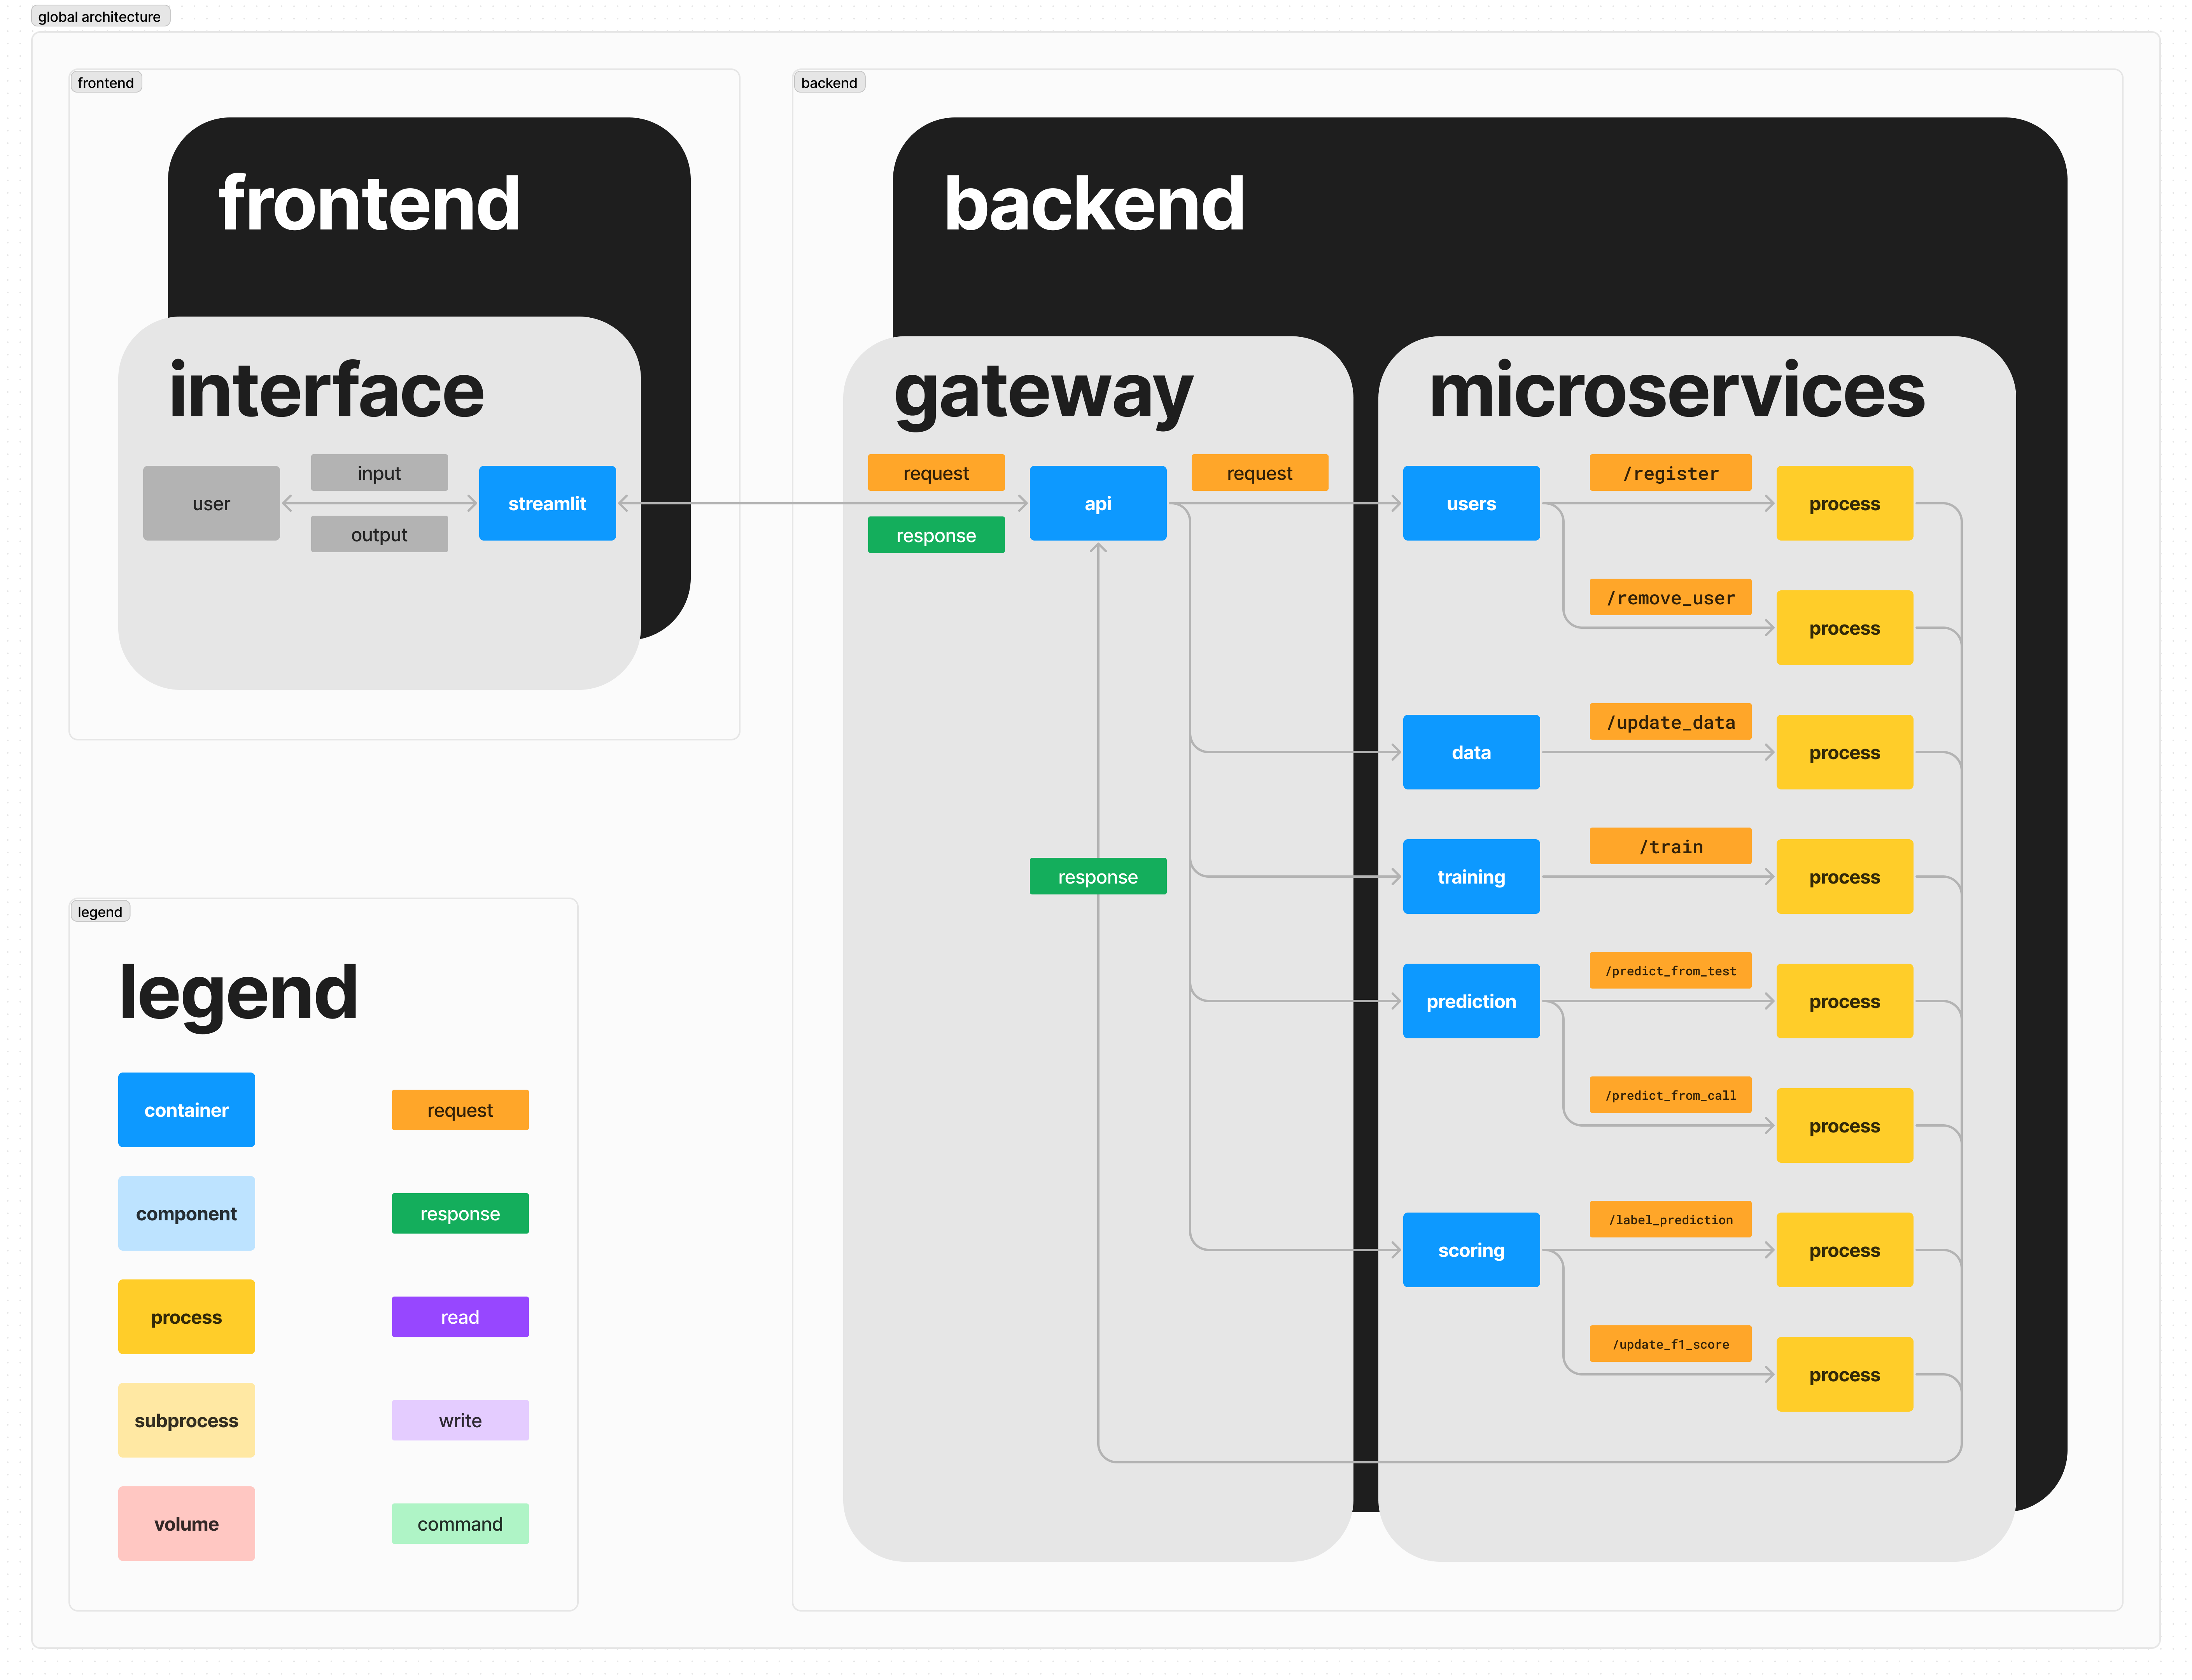 global architecture
frontend
frontend
interface
user
input
output
streamlit
backend
backend
gateway
request
response
api
request
response
microservices
users
/register
process
/remove_user
process
data
/update_data
process
training
/train
process
prediction
/predict_from_test
process
/predict_from_call
process
scoring
/label_prediction
process
/update_f1_score
process
legend
legend
container
request
component
response
process
read
subprocess
write
volume
command